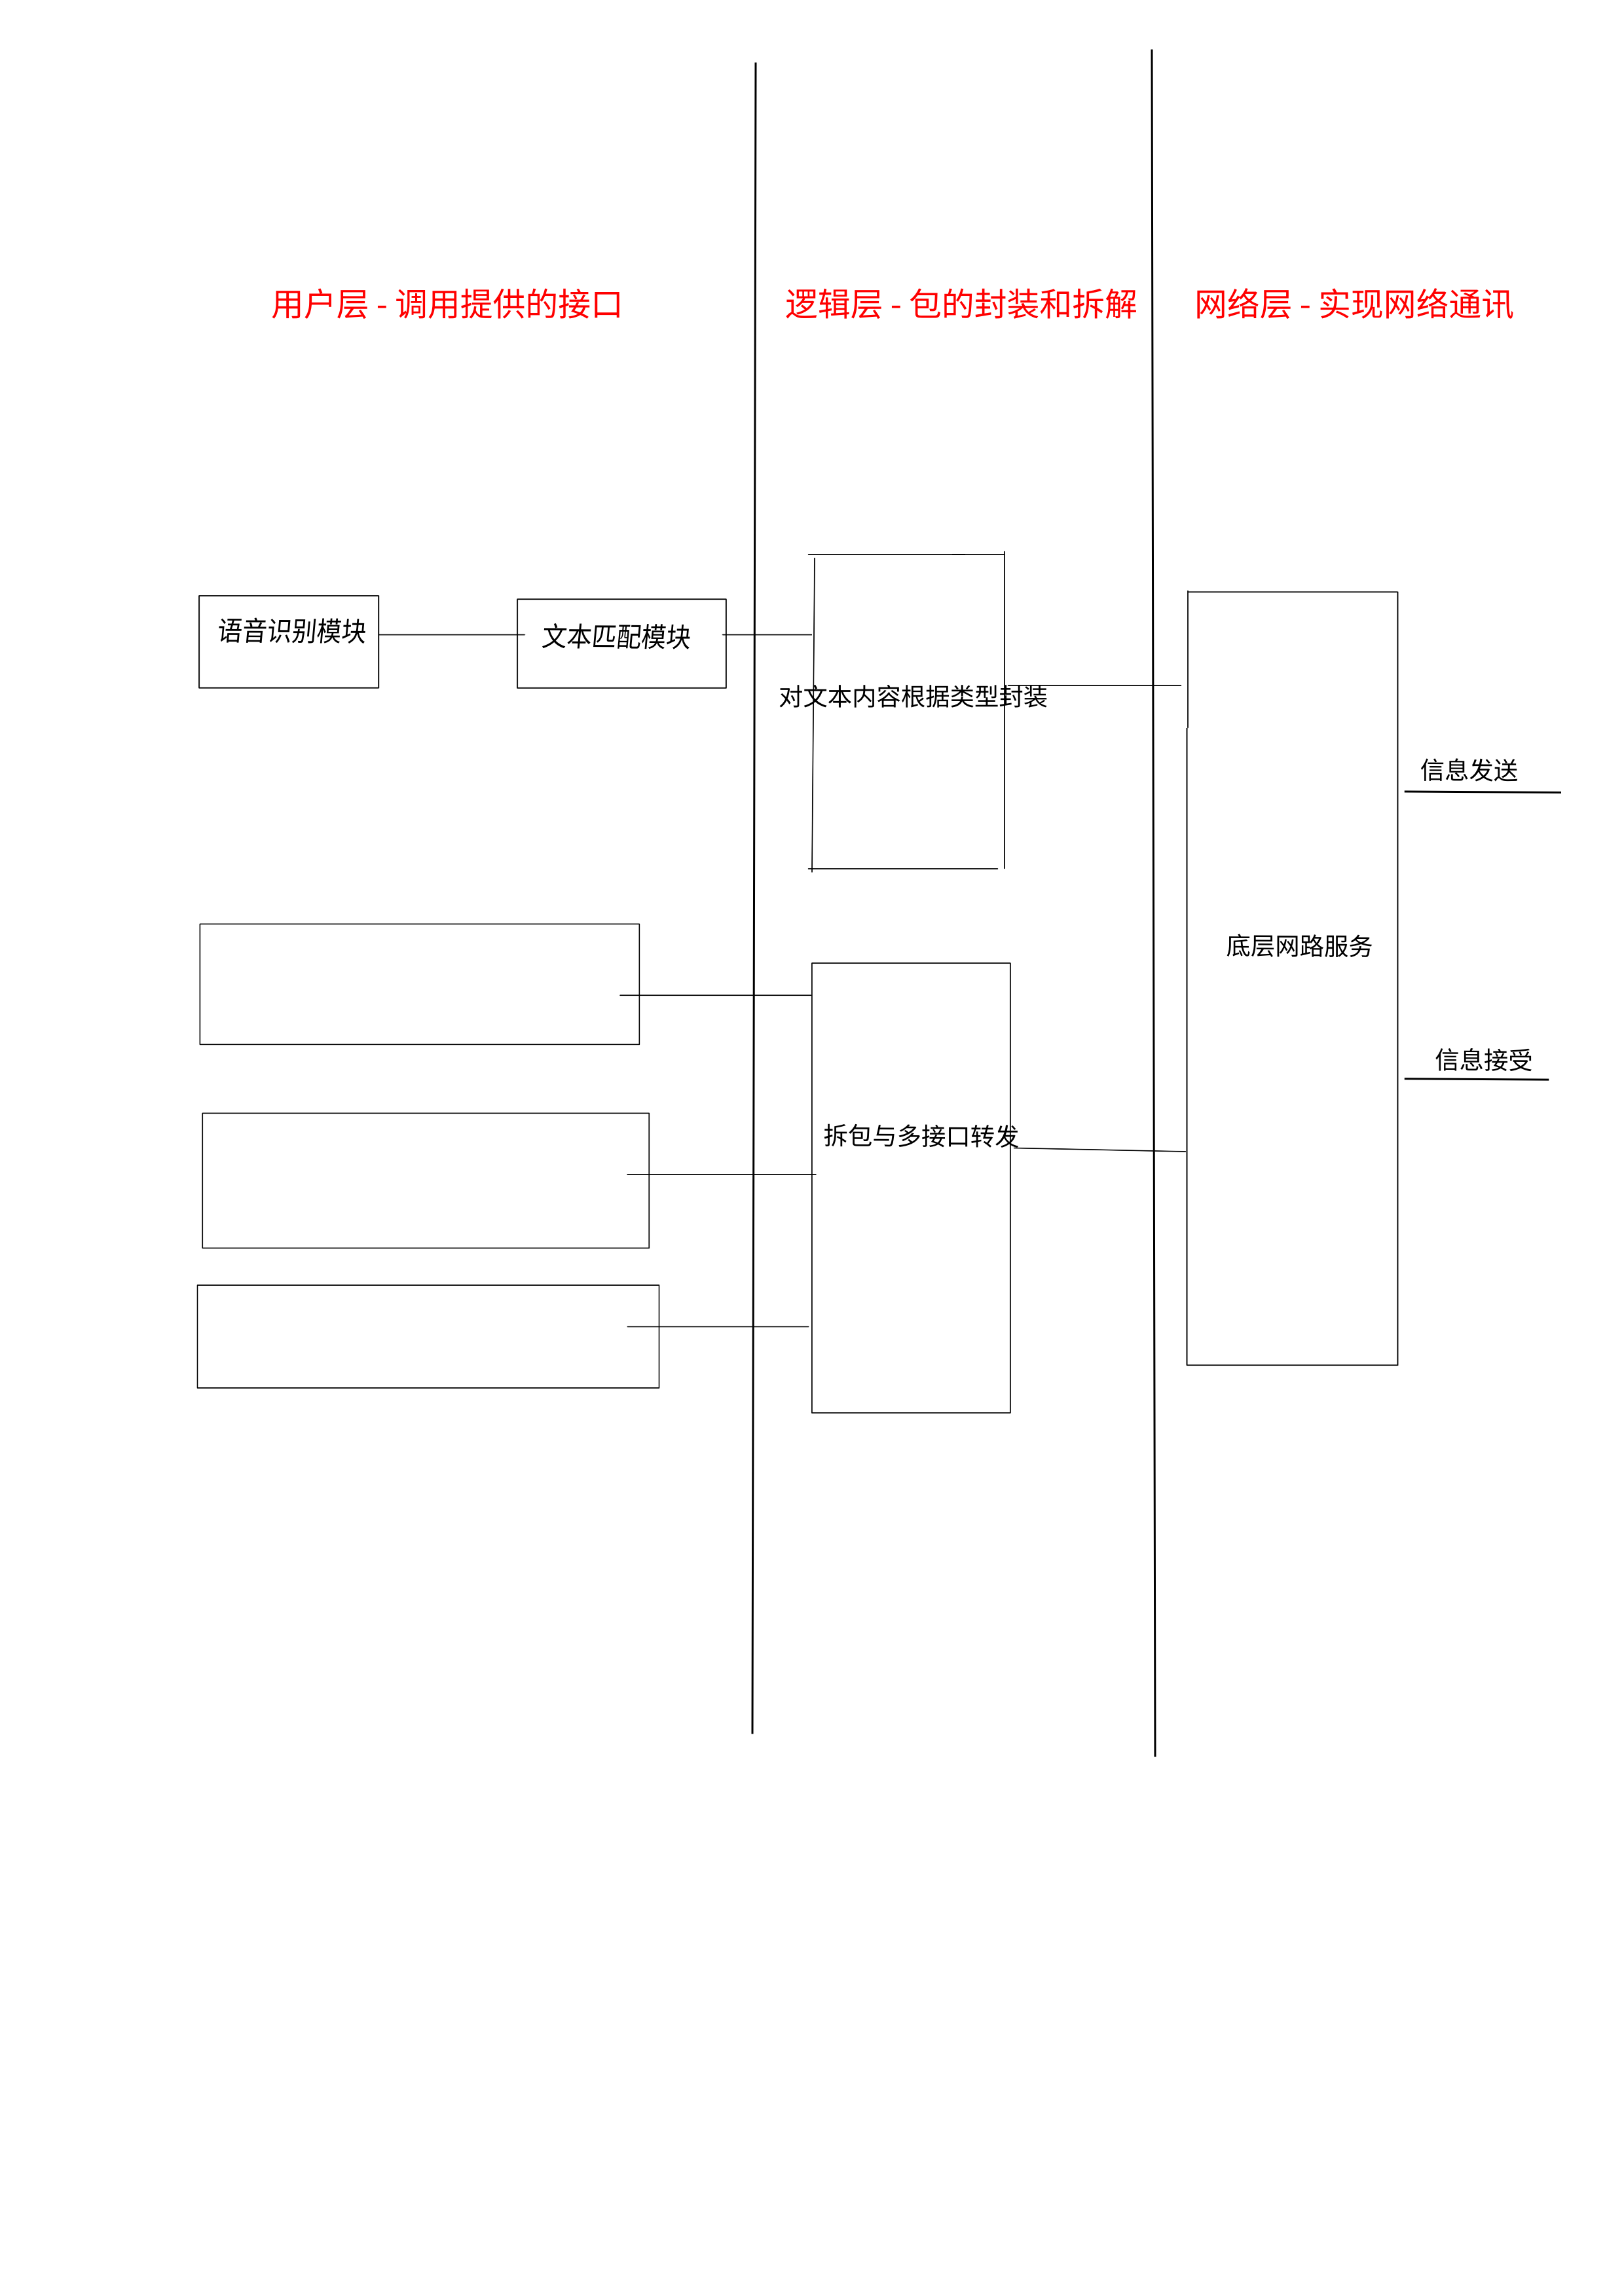 用户层 - 调用提供的接口
逻辑层 - 包的封装和拆解
网络层 - 实现网络通讯
语音识别模块
文本匹配模块
对文本内容根据类型封装
信息发送
底层网路服务
信息接受
拆包与多接口转发